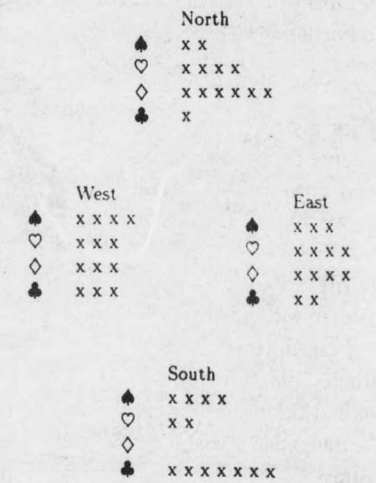 North
♠ x x
♡ x x x x
♢ x x x x x x
♣ x
West
♠ x x x x
♡ x x x
♢ x x x
♣ x x x
East
♠ x x x
♡ x x x x
♢ x x x x
♣ x x
South
♠ x x x x
♡ x x
♢
♣ x x x x x x x